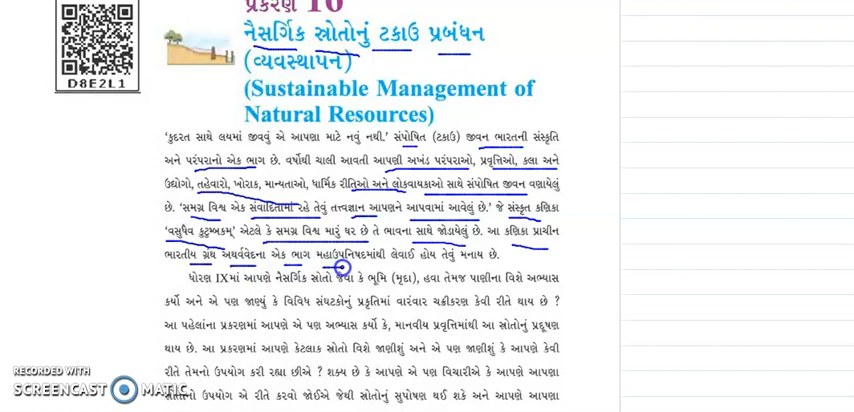 પ્રકરણ 16
નૈસર્ગિક સ્રોતોનું ટકાઉ પ્રબંધન
(વ્યવસ્થાપન)
(Sustainable Management of
Natural Resources)
D8E2L1
'કુદરત સાથે લયમાં જીવવું એ આપણા માટે નવું નથી.' સંપોષિત (ટકાઉ) જીવન ભારતની સંસ્કૃતિ
અને પરંપરાનો એક ભાગ છે. વર્ષોથી ચાલી આવતી આપણી અખંડ પરંપરાઓ, પ્રવૃત્તિઓ, કલા અને
ઉદ્યોગો, તહેવારો, ખોરાક, માન્યતાઓ, ધાર્મિક રીતિઓ અને લોકવાયકાઓ સાથે સંપોષિત જીવન વણાયેલું
છે. 'સમગ્ર વિશ્વ એક સંવાદિતામાં રહે તેવું તત્ત્વજ્ઞાન આપણને આપવામાં આવેલું છે.' જે સંસ્કૃત કણિકા
'વસુધૈવ કુટુમ્બકમ્' એટલે કે સમગ્ર વિશ્વ મારું ઘર છે તે ભાવના સાથે જોડાયેલું છે. આ કણિકા પ્રાચીન
ભારતીય ગ્રંથ અથર્વવેદના એક ભાગ મહાઉપનિષદમાંથી લેવાઈ હોય તેવું મનાય છે.
ધોરણ IXમાં આપણે નૈસર્ગિક સ્રોતો જેવા કે ભૂમિ (મૃદા), હવા તેમજ પાણીના વિશે અભ્યાસ
કર્યો અને એ પણ જાણ્યું કે વિવિધ સંઘટકોનું પ્રકૃતિમાં વારંવાર ચક્રીકરણ કેવી રીતે થાય છે ?
આ પહેલાંના પ્રકરણમાં આપણે એ પણ અભ્યાસ કર્યો કે, માનવીય પ્રવૃત્તિમાંથી આ સ્રોતોનું પ્રદૂષણ
થાય છે. આ પ્રકરણમાં આપણે કેટલાક સ્રોતો વિશે જાણીશું અને એ પણ જાણીશું કે આપણે કેવી
રીતે તેમનો ઉપયોગ કરી રહ્યા છીએ ? શક્ય છે કે આપણે એ પણ વિચારીએ કે આપણે આપણા
સ્રોતોનો ઉપયોગ એ રીતે કરવો જોઈએ જેથી સ્રોતોનું સુપોષણ થઈ શકે અને આપણે આપણા
RECORDED WITH
SCREENCAST MATIC